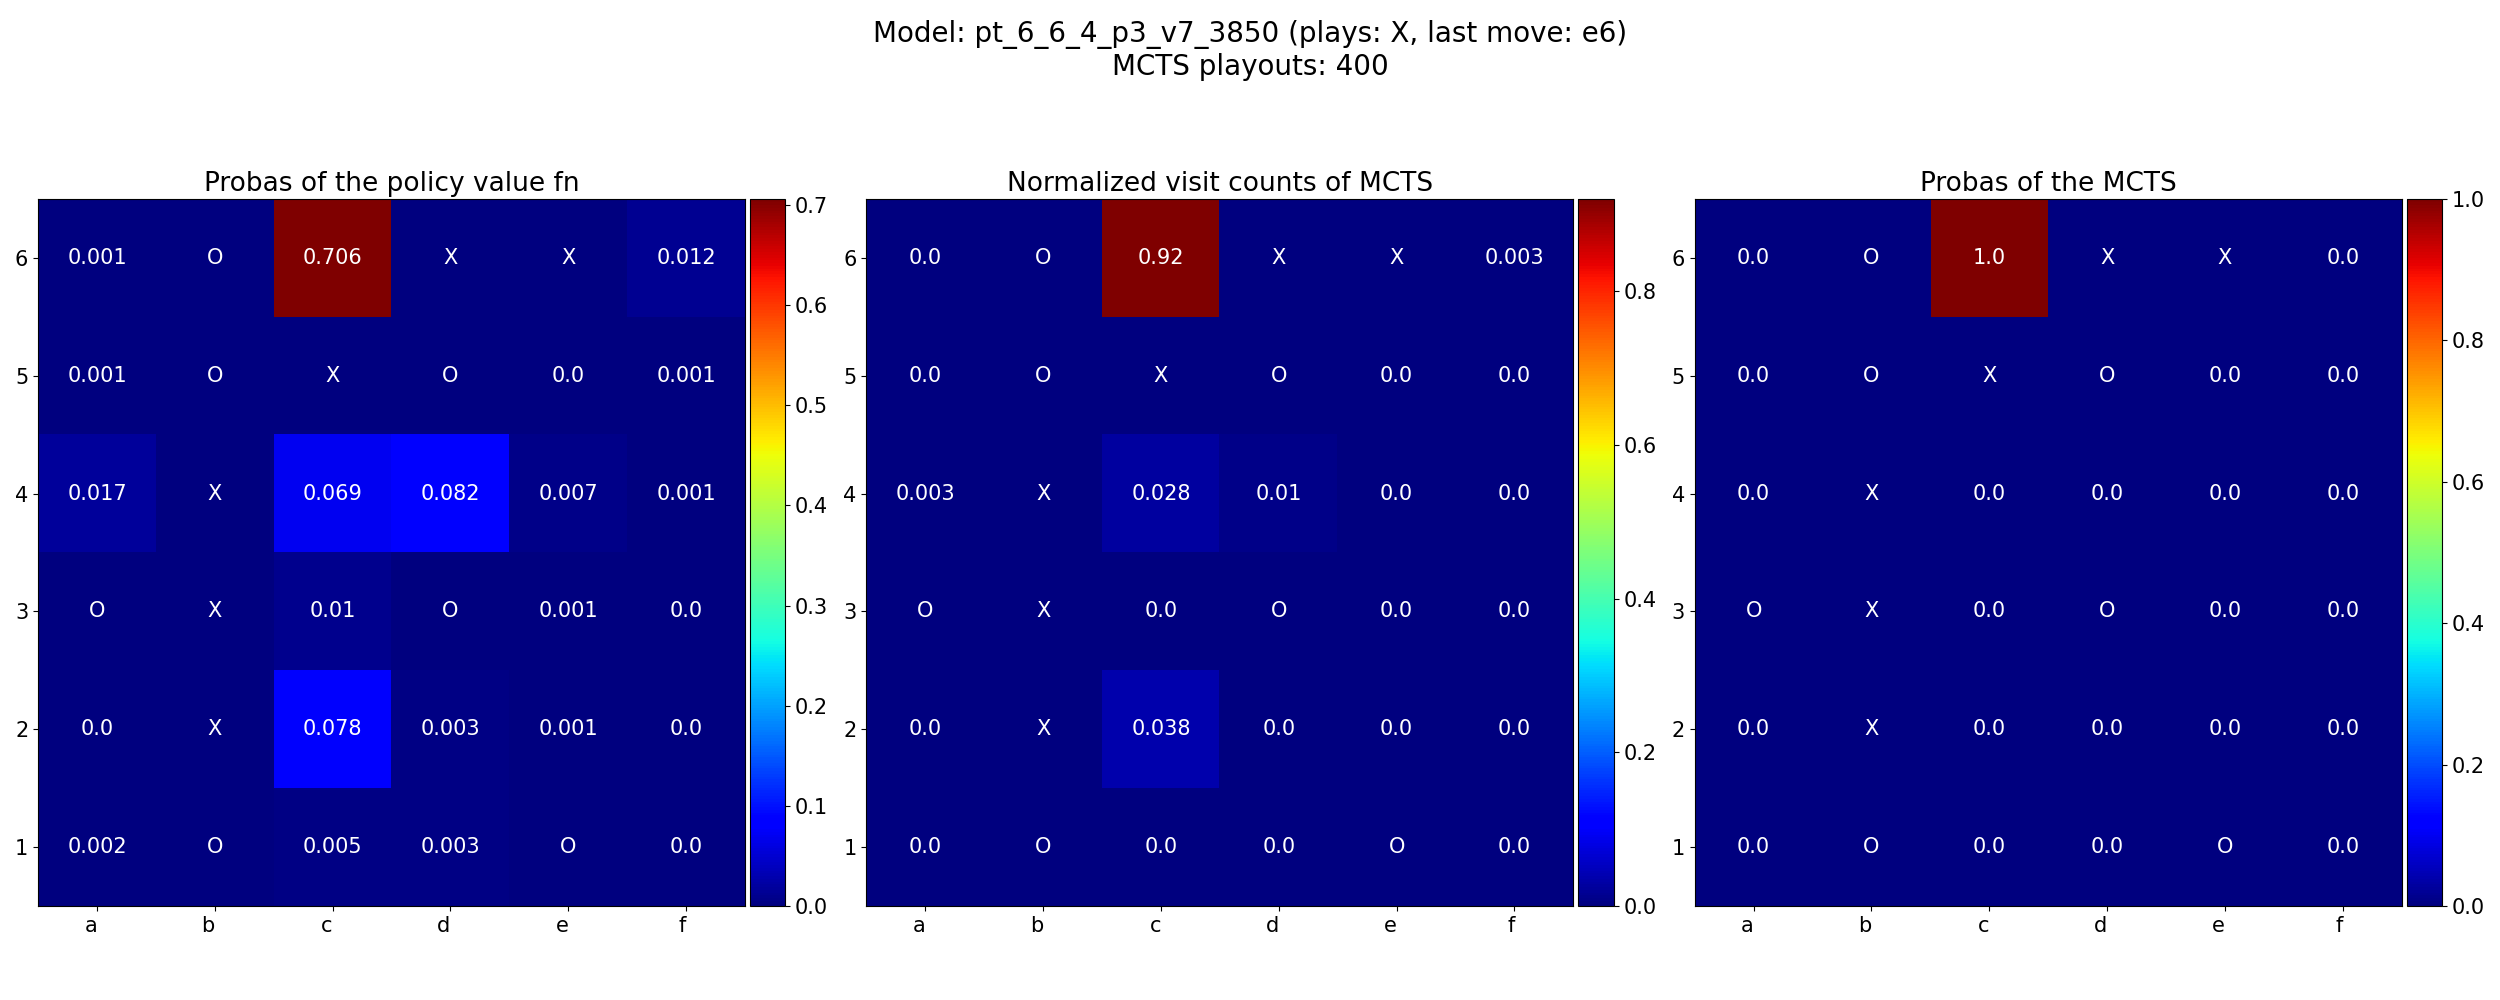 Model: pt_6_6_4_p3_v7_3850 (plays: X, last move: e6)
MCTS playouts: 400
Probas of the policy value fn
6 0.001 O 0.706 X X 0.012
5 0.001 O X O 0.0 0.001
4 0.017 X 0.069 0.082 0.007 0.001
3 O X 0.01 O 0.001 0.0
2 0.0 X 0.078 0.003 0.001 0.0
1 0.002 O 0.005 0.003 O 0.0
a b c d e f
0.7
0.6
0.5
0.4
0.3
0.2
0.1
0.0
Normalized visit counts of MCTS
6 0.0 O 0.92 X X 0.003
5 0.0 O X O 0.0 0.0
4 0.003 X 0.028 0.01 0.0 0.0
3 O X 0.0 O 0.0 0.0
2 0.0 X 0.038 0.0 0.0 0.0
1 0.0 O 0.0 0.0 O 0.0
a b c d e f
0.8
0.6
0.4
0.2
0.0
Probas of the MCTS
6 0.0 O 1.0 X X 0.0
5 0.0 O X O 0.0 0.0
4 0.0 X 0.0 0.0 0.0 0.0
3 O X 0.0 O 0.0 0.0
2 0.0 X 0.0 0.0 0.0 0.0
1 0.0 O 0.0 0.0 O 0.0
a b c d e f
1.0
0.8
0.6
0.4
0.2
0.0